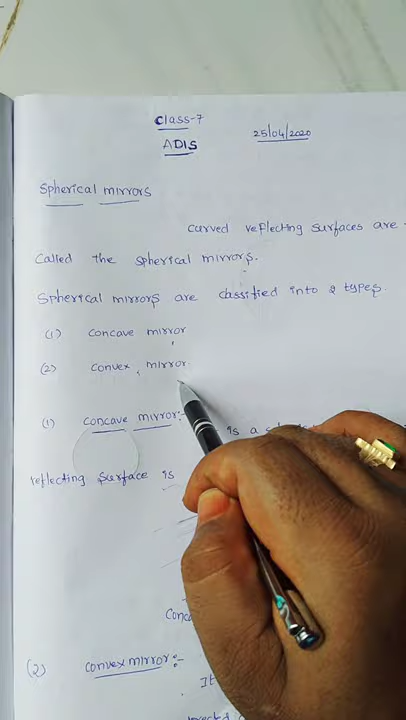 Class-7
25/04/2020
ADIS
Spherical mirrors
curved reflecting surfaces are
called the spherical mirrors.
Spherical mirrors are classified into 2 types.
(1) concave mirror
(2) convex mirror
(1) concave mirror:-
is a
reflecting surface is
(2) convex mirror:-
It